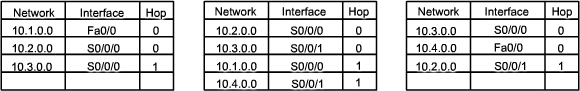 Network Interface Hop
10.1.0.0 Fa0/0 0
10.2.0.0 S0/0/0 0
10.3.0.0 S0/0/0 1
Network Interface Hop
10.2.0.0 S0/0/0 0
10.3.0.0 S0/0/1 0
10.1.0.0 S0/0/0 1
10.4.0.0 S0/0/1 1
Network Interface Hop
10.3.0.0 S0/0/0 0
10.4.0.0 Fa0/0 0
10.2.0.0 S0/0/1 1